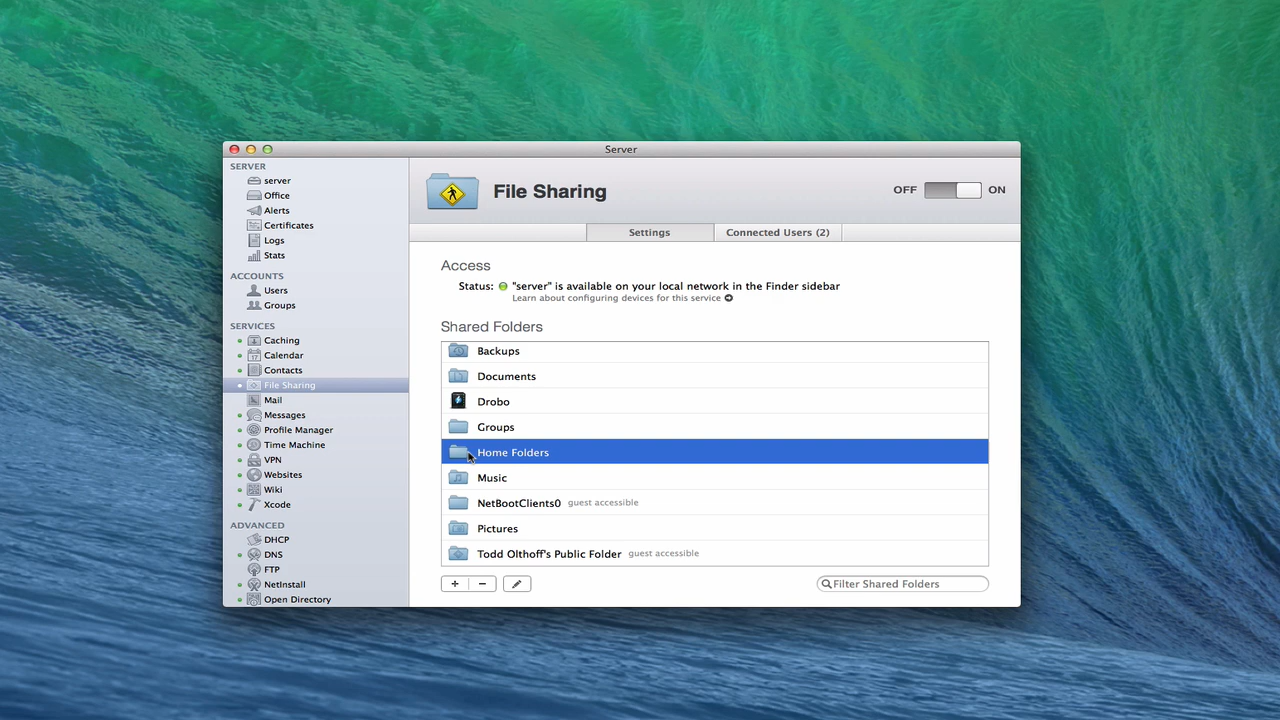 Server
SERVER
server
Office
Alerts
Certificates
Logs
Stats
ACCOUNTS
Users
Groups
SERVICES
Caching
17 Calendar
Contacts
File Sharing
Mail
Messages
Profile Manager
Time Machine
VPN
Websites
Wiki
Xcode
ADVANCED
DHCP
DNS
FTP
NetInstall
Open Directory
File Sharing
OFF ON
Settings Connected Users (2)
Access
Status: "server" is available on your local network in the Finder sidebar
Learn about configuring devices for this service
Shared Folders
Backups
Documents
Drobo
Groups
Home Folders
Music
NetBootClients0 guest accessible
Pictures
Todd Olthoff's Public Folder guest accessible
+ −
Filter Shared Folders